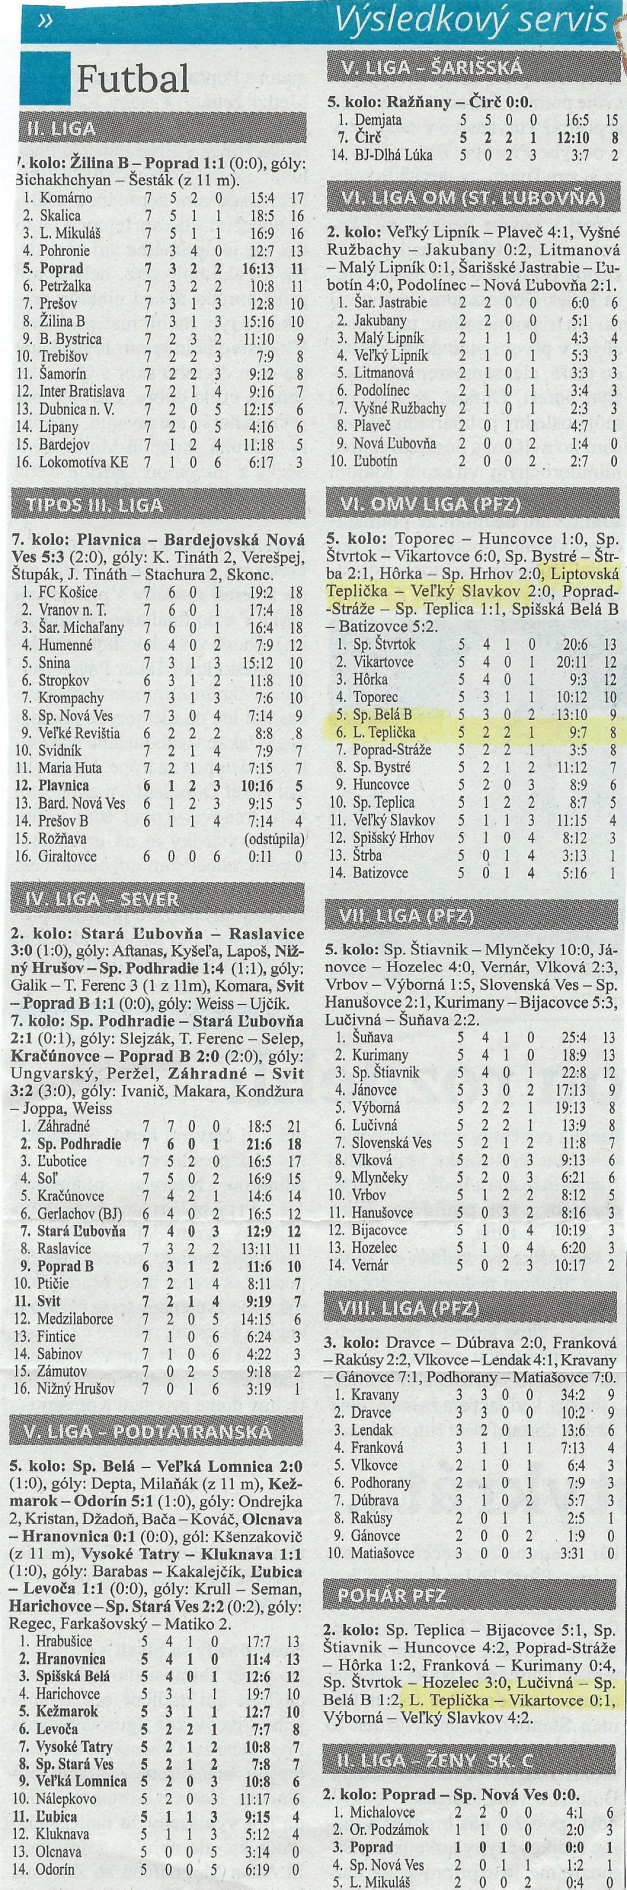 »
Výsledkový servis
Futbal
II. LIGA
7. kolo: Žilina B – Poprad 1:1 (0:0), góly:
Bichakhchyan – Šesták (z 11 m).
1. Komárno 7 5 2 0 15:4 17
2. Skalica 7 5 1 1 18:5 16
3. L. Mikuláš 7 5 1 1 16:9 16
4. Pohronie 7 3 4 0 12:7 13
5. Poprad 7 3 2 2 16:13 11
6. Petržalka 7 3 2 2 10:8 11
7. Prešov 7 3 1 3 12:8 10
8. Žilina B 7 3 1 3 15:16 10
9. B. Bystrica 7 2 3 2 11:10 9
10. Trebišov 7 2 2 3 7:9 8
11. Šamorín 7 2 2 3 9:12 8
12. Inter Bratislava 7 2 1 4 9:16 7
13. Dubnica n. V. 7 2 0 5 12:15 6
14. Lipany 7 2 0 5 4:16 6
15. Bardejov 7 1 2 4 11:18 5
16. Lokomotíva KE 7 1 0 6 6:17 3
TIPOS III. LIGA
7. kolo: Plavnica – Bardejovská Nová
Ves 5:3 (2:0), góly: K. Tináth 2, Verešpej,
Štupák, J. Tináth – Stachura 2, Skonc.
1. FC Košice 7 6 0 1 19:2 18
2. Vranov n. T. 7 6 0 1 17:4 18
3. Šar. Michaľany 7 6 0 1 16:4 18
4. Humenné 6 4 0 2 7:9 12
5. Snina 7 3 1 3 15:12 10
6. Stropkov 6 3 1 2 11:8 10
7. Krompachy 7 3 1 3 7:6 10
8. Sp. Nová Ves 7 3 0 4 7:14 9
9. Veľké Revištia 6 2 2 2 8:8 8
10. Svidník 7 2 1 4 7:9 7
11. Maria Huta 7 2 1 4 7:15 7
12. Plavnica 6 1 2 3 10:16 5
13. Bard. Nová Ves 6 1 2 3 9:15 5
14. Prešov B 6 1 1 4 7:14 4
15. Rožňava (odstúpila)
16. Giraltovce 6 0 0 6 0:11 0
IV. LIGA – SEVER
2. kolo: Stará Ľubovňa – Raslavice
3:0 (1:0), góly: Aftanas, Kyšeľa, Lapoš, Niž-
ný Hrušov – Sp. Podhradie 1:4 (1:1), góly:
Galik – T. Ferenc 3 (1 z 11m), Komara, Svit
– Poprad B 1:1 (0:0), góly: Weiss – Ujčík.
7. kolo: Sp. Podhradie – Stará Ľubovňa
2:1 (0:1), góly: Slejzák, T. Ferenc – Selep,
Kračúnovce – Poprad B 2:0 (2:0), góly:
Ungvarský, Peržel, Záhradné – Svit
3:2 (3:0), góly: Ivanič, Makara, Kondžura
– Joppa, Weiss
1. Záhradné 7 7 0 0 18:5 21
2. Sp. Podhradie 7 6 0 1 21:6 18
3. Ľubotice 7 5 2 0 16:5 17
4. Soľ 7 5 0 2 16:9 15
5. Kračúnovce 7 4 2 1 14:6 14
6. Gerlachov (BJ) 6 4 0 2 16:5 12
7. Stará Ľubovňa 7 4 0 3 12:9 12
8. Raslavice 7 3 2 2 13:11 11
9. Poprad B 6 3 1 2 11:6 10
10. Ptičie 7 2 1 4 8:11 7
11. Svit 7 2 1 4 9:19 7
12. Medzilaborce 7 2 0 5 14:15 6
13. Fintice 7 1 0 6 6:24 3
14. Sabinov 7 1 0 6 4:22 3
15. Zámutov 7 0 2 5 9:18 2
16. Nižný Hrušov 7 0 1 6 3:19 1
V. LIGA – PODTATRANSKÁ
5. kolo: Sp. Belá – Veľká Lomnica 2:0
(1:0), góly: Depta, Milaňák (z 11 m), Kež-
marok – Odorín 5:1 (1:0), góly: Ondrejka
2, Kristan, Džadoň, Bača – Kováč, Olcnava
– Hranovnica 0:1 (0:0), gól: Kšenzakovič
(z 11 m), Vysoké Tatry – Kluknava 1:1
(1:0), góly: Barabas – Kakalejčík, Ľubica
– Levoča 1:1 (0:0), góly: Krull – Seman,
Harichovce – Sp. Stará Ves 2:2 (0:2), góly:
Regec, Farkašovský – Matiko 2.
1. Hrabušice 5 4 1 0 17:7 13
2. Hranovnica 5 4 1 0 11:4 13
3. Spišská Belá 5 4 0 1 12:6 12
4. Harichovce 5 3 1 1 19:7 10
5. Kežmarok 5 3 1 1 12:7 10
6. Levoča 5 2 2 1 7:7 8
7. Vysoké Tatry 5 2 1 2 10:8 7
8. Sp. Stará Ves 5 2 1 2 7:8 7
9. Veľká Lomnica 5 2 0 3 10:8 6
10. Nálepkovo 5 2 0 3 11:17 6
11. Ľubica 5 1 1 3 9:15 4
12. Kluknava 5 1 1 3 5:12 4
13. Olcnava 5 0 0 5 3:14 0
14. Odorín 5 0 0 5 6:19 0
V. LIGA – ŠARIŠSKÁ
5. kolo: Ražňany – Čirč 0:0.
1. Demjata 5 5 0 0 16:5 15
7. Čirč 5 2 2 1 12:10 8
14. BJ-Dlhá Lúka 5 0 2 3 3:7 2
VI. LIGA OM (ST. ĽUBOVŇA)
2. kolo: Veľký Lipník – Plaveč 4:1, Vyšné
Ružbachy – Jakubany 0:2, Litmanová
– Malý Lipník 0:1, Šarišské Jastrabie – Ľu-
botín 4:0, Podolínec – Nová Ľubovňa 2:1.
1. Šar. Jastrabie 2 2 0 0 6:0 6
2. Jakubany 2 2 0 0 5:1 6
3. Malý Lipník 2 1 1 0 4:3 4
4. Veľký Lipník 2 1 0 1 5:3 3
5. Litmanová 2 1 0 1 3:3 3
6. Podolínec 2 1 0 1 3:4 3
7. Vyšné Ružbachy 2 1 0 1 2:3 3
8. Plaveč 2 0 1 1 4:7 1
9. Nová Ľubovňa 2 0 0 2 1:4 0
10. Ľubotín 2 0 0 2 2:7 0
VI. OMV LIGA (PFZ)
5. kolo: Toporec – Huncovce 1:0, Sp.
Štvrtok – Vikartovce 6:0, Sp. Bystré – Štr-
ba 2:1, Hôrka – Sp. Hrhov 2:0, Liptovská
Teplička – Veľký Slavkov 2:0, Poprad-
-Stráže – Sp. Teplica 1:1, Spišská Belá B
– Batizovce 5:2.
1. Sp. Štvrtok 5 4 1 0 20:6 13
2. Vikartovce 5 4 0 1 20:11 12
3. Hôrka 5 4 0 1 9:3 12
4. Toporec 5 3 1 1 10:12 10
5. Sp. Belá B 5 3 0 2 13:10 9
6. L. Teplička 5 2 2 1 9:7 8
7. Poprad-Stráže 5 2 2 1 3:5 8
8. Sp. Bystré 5 2 1 2 11:12 7
9. Huncovce 5 2 0 3 8:9 6
10. Sp. Teplica 5 1 2 2 8:7 5
11. Veľký Slavkov 5 1 1 3 11:15 4
12. Spišský Hrhov 5 1 0 4 8:12 3
13. Štrba 5 0 1 4 3:13 1
14. Batizovce 5 0 1 4 5:16 1
VII. LIGA (PFZ)
5. kolo: Sp. Štiavnik – Mlynčeky 10:0, Já-
novce – Hozelec 4:0, Vernár, Vlková 2:3,
Vrbov – Výborná 1:5, Slovenská Ves – Sp.
Hanušovce 2:1, Kurimany – Bijacovce 5:3,
Lučivná – Šuňava 2:2.
1. Šuňava 5 4 1 0 25:4 13
2. Kurimany 5 4 1 0 18:9 13
3. Sp. Štiavnik 5 4 0 1 22:8 12
4. Jánovce 5 3 0 2 17:13 9
5. Výborná 5 2 2 1 19:13 8
6. Lučivná 5 2 2 1 13:9 8
7. Slovenská Ves 5 2 1 2 11:8 7
8. Vlková 5 2 0 3 9:13 6
9. Mlynčeky 5 2 0 3 6:21 6
10. Vrbov 5 1 2 2 8:12 5
11. Hanušovce 5 0 3 2 8:16 3
12. Bijacovce 5 1 0 4 10:19 3
13. Hozelec 5 1 0 4 6:20 3
14. Vernár 5 0 2 3 10:17 2
VIII. LIGA (PFZ)
3. kolo: Dravce – Dúbrava 2:0, Franková
– Rakúsy 2:2, Vlkovce – Lendak 4:1, Kravany
– Gánovce 7:1, Podhorany – Matiašovce 7:0.
1. Kravany 3 3 0 0 34:2 9
2. Dravce 3 3 0 0 10:2 9
3. Lendak 3 2 0 1 13:6 6
4. Franková 3 1 1 1 7:13 4
5. Vlkovce 2 1 0 1 6:4 3
6. Podhorany 2 1 0 1 7:9 3
7. Dúbrava 3 1 0 2 5:7 3
8. Rakúsy 2 0 1 1 2:5 1
9. Gánovce 2 0 0 2 1:9 0
10. Matiašovce 3 0 0 3 3:31 0
POHÁR PFZ
2. kolo: Sp. Teplica – Bijacovce 5:1, Sp.
Štiavnik – Huncovce 4:2, Poprad-Stráže
– Hôrka 1:2, Franková – Kurimany 0:4,
Sp. Štvrtok – Hozelec 3:0, Lučivná – Sp.
Belá B 1:2, L. Teplička – Vikartovce 0:1,
Výborná – Veľký Slavkov 4:2.
II. LIGA – ŽENY SK. C
2. kolo: Poprad – Sp. Nová Ves 0:0.
1. Michalovce 2 2 0 0 4:1 6
2. Or. Podzámok 1 1 0 0 2:0 3
3. Poprad 1 0 1 0 0:0 1
4. Sp. Nová Ves 2 0 1 1 1:2 1
5. L. Mikuláš 2 0 0 2 0:4 0